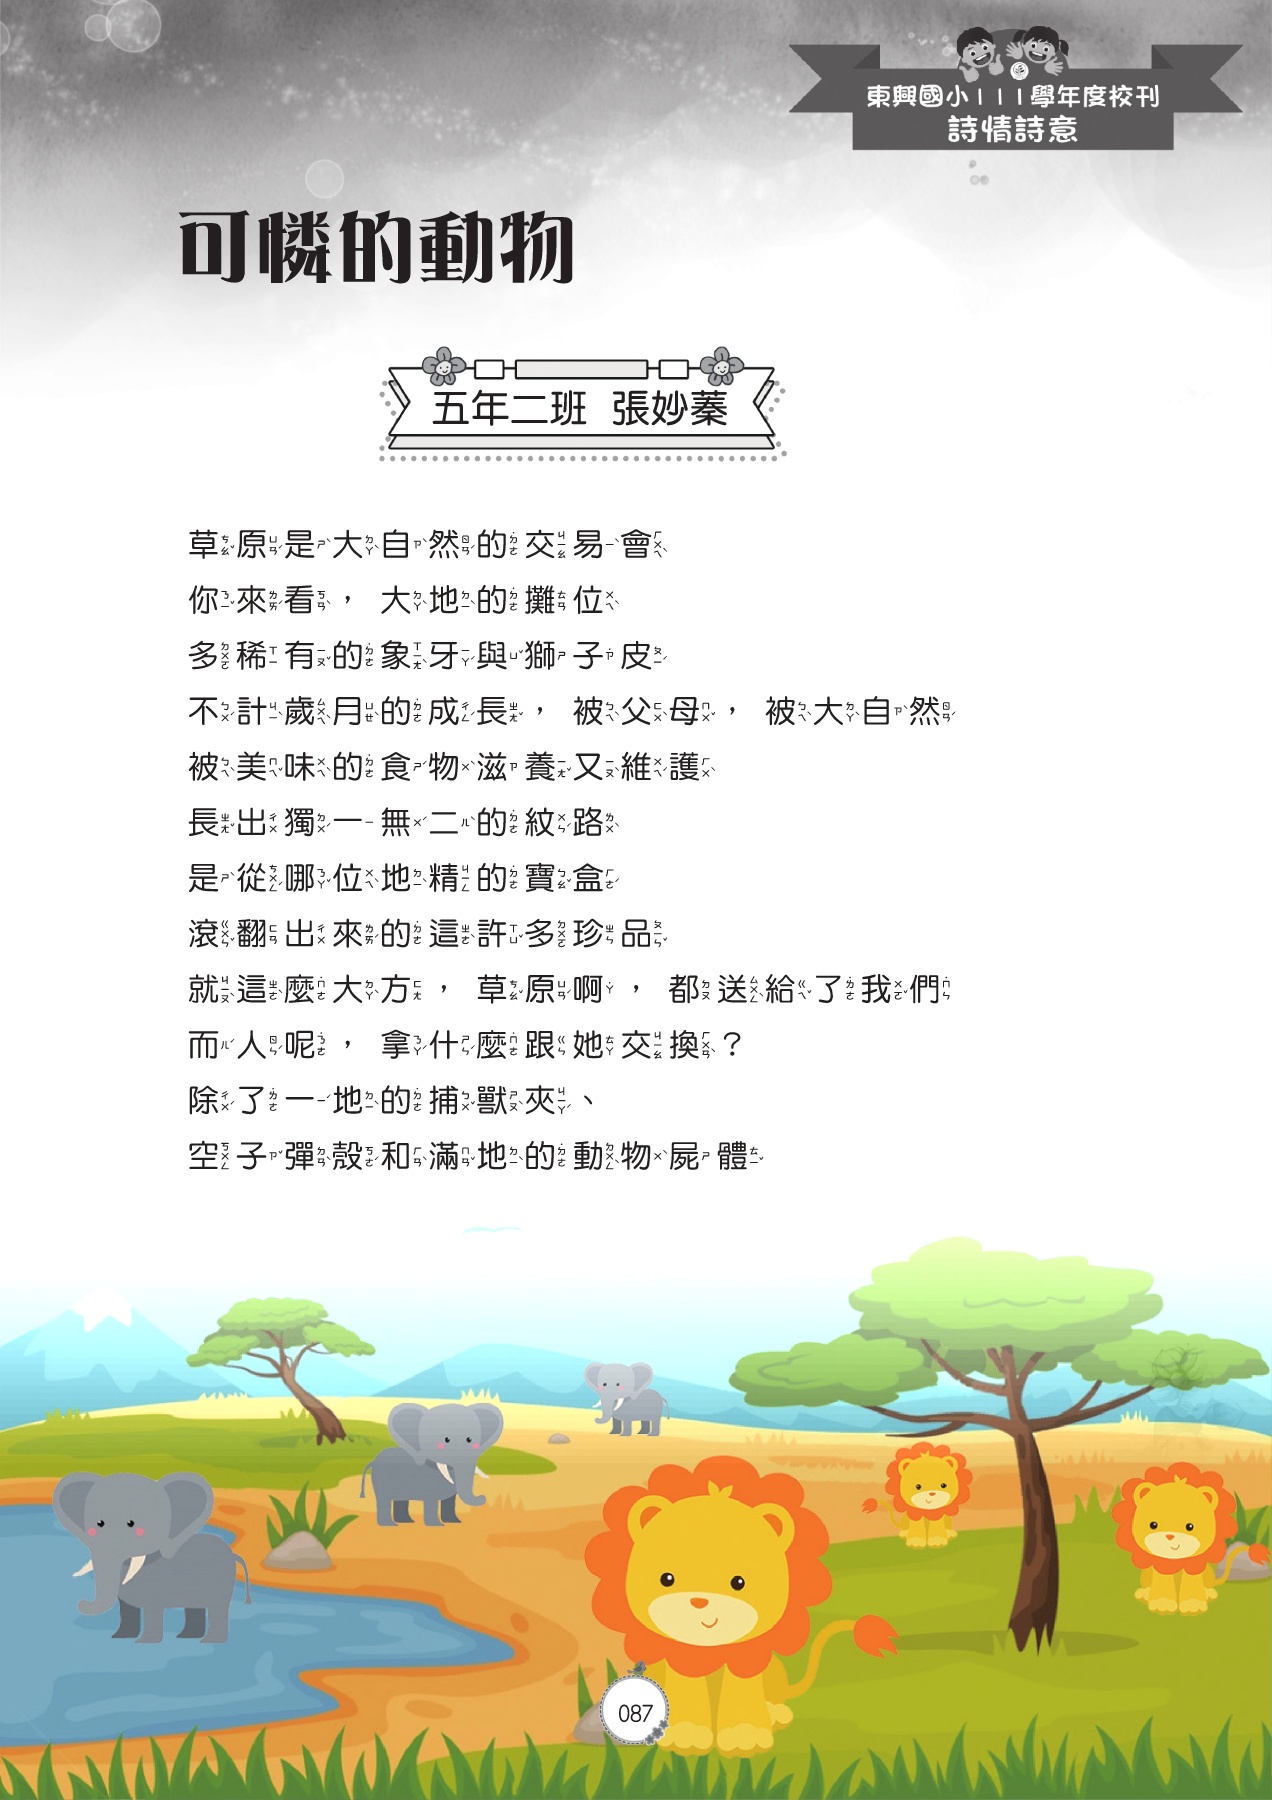 東興國小111學年度校刊
詩情詩意
可憐的動物
五年二班 張妙蓁
草原是大自然的交易會
你來看，大地的攤位
多稀有的象牙與獅子皮
不計歲月的成長，被父母，被大自然
被美味的食物滋養又維護
長出獨一無二的紋路
是從哪位地精的寶盒
滾翻出來的這許多珍品
就這麼大方，草原啊，都送給了我們
而人呢，拿什麼跟她交換？
除了一地的捕獸夾、
空子彈殼和滿地的動物屍體
087